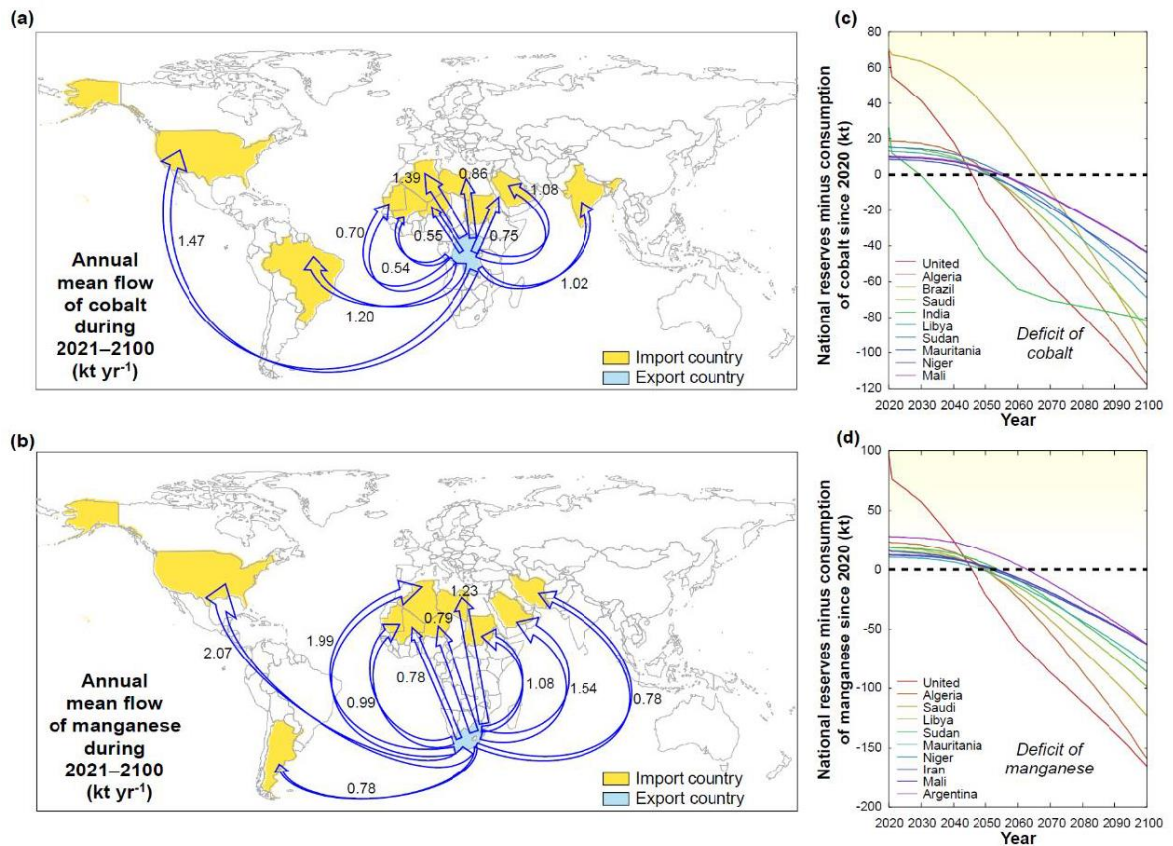 (a)
1.47
1.39
0.86
1.08
0.70
0.55
0.75
0.54
1.02
1.20
Annual
mean flow
of cobalt
during
2021–2100
(kt yr-1)
Import country
Export country
(c)
National reserves minus consumption
of cobalt since 2020 (kt)
80
60
40
20
0
-20
-40
-60
-80
-100
-120
United
Algeria
Brazil
Saudi
India
Libya
Sudan
Mauritania
Niger
Mali
Deficit of
cobalt
2020 2030 2040 2050 2060 2070 2080 2090 2100
Year
(b)
1.23
0.79
1.99
2.07
0.78
1.08
1.54
0.78
0.99
0.78
Annual
mean flow
of manganese
during
2021–2100
(kt yr-1)
Import country
Export country
(d)
National reserves minus consumption
of manganese since 2020 (kt)
100
50
0
-50
-100
-150
-200
United
Algeria
Saudi
Libya
Sudan
Mauritania
Niger
Iran
Mali
Argentina
Deficit of
manganese
2020 2030 2040 2050 2060 2070 2080 2090 2100
Year